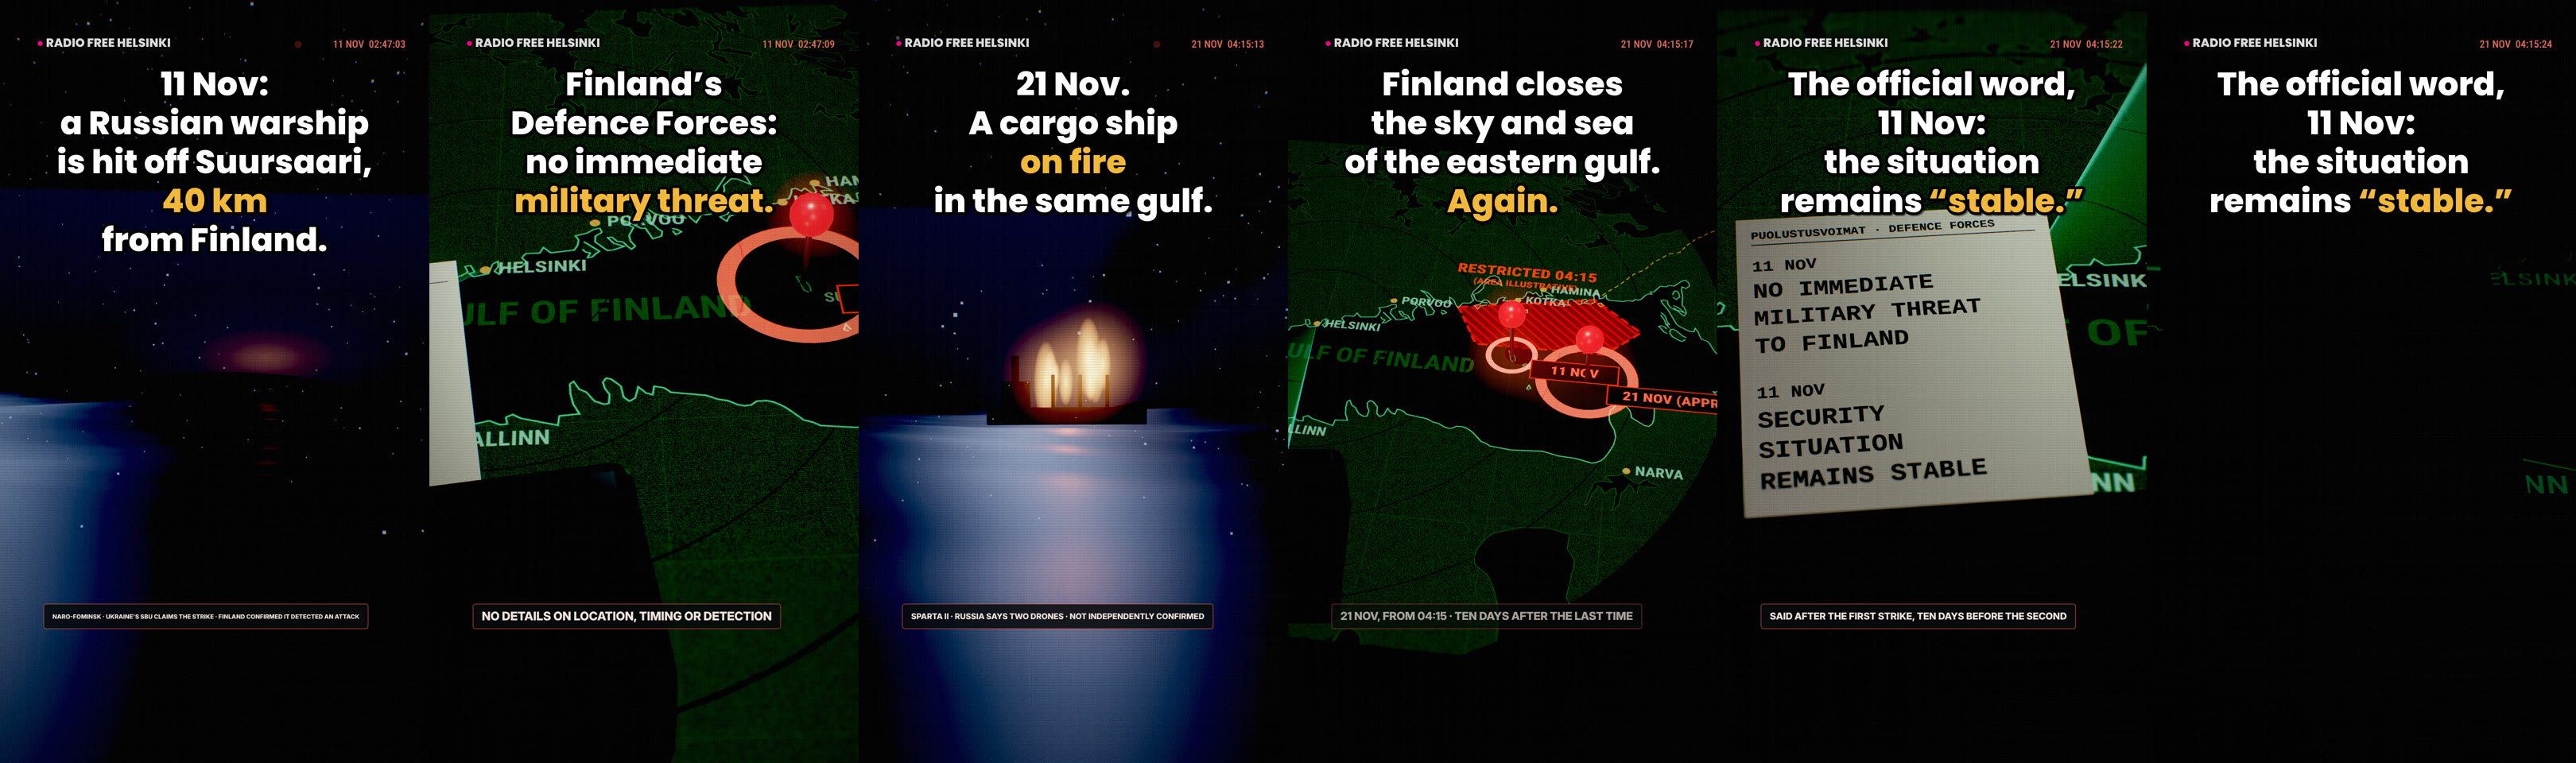 RADIO FREE HELSINKI
11 NOV 02:47:03
11 Nov:
a Russian warship
is hit off Suursaari,
40 km
from Finland.
NARO-FOMINSK · UKRAINE'S SBU CLAIMS THE STRIKE · FINLAND CONFIRMED IT DETECTED AN ATTACK
RADIO FREE HELSINKI
11 NOV 02:47:09
Finland's
Defence Forces:
no immediate
military threat.
PORVOO
HELSINKI
GULF OF FINLAND
ALLINN
NO DETAILS ON LOCATION, TIMING OR DETECTION
RADIO FREE HELSINKI
21 NOV 04:15:13
21 Nov.
A cargo ship
on fire
in the same gulf.
SPARTA II · RUSSIA SAYS TWO DRONES · NOT INDEPENDENTLY CONFIRMED
RADIO FREE HELSINKI
21 NOV 04:15:17
Finland closes
the sky and sea
of the eastern gulf.
Again.
RESTRICTED 04:15
(AREA ILLUSTRATIVE)
HAMINA
KOTKA
PORVOO
HELSINKI
ULF OF FINLAND
11 NOV
21 NOV (APPR
LLINN
NARVA
21 NOV, FROM 04:15 · TEN DAYS AFTER THE LAST TIME
RADIO FREE HELSINKI
21 NOV 04:15:22
The official word,
11 Nov:
the situation
remains “stable.”
PUOLUSTUSVOIMAT · DEFENCE FORCES
11 NOV
NO IMMEDIATE
MILITARY THREAT
TO FINLAND
11 NOV
SECURITY
SITUATION
REMAINS STABLE
ELSINK
OF
NN
SAID AFTER THE FIRST STRIKE, TEN DAYS BEFORE THE SECOND
RADIO FREE HELSINKI
21 NOV 04:15:24
The official word,
11 Nov:
the situation
remains “stable.”
ELSINK
NN